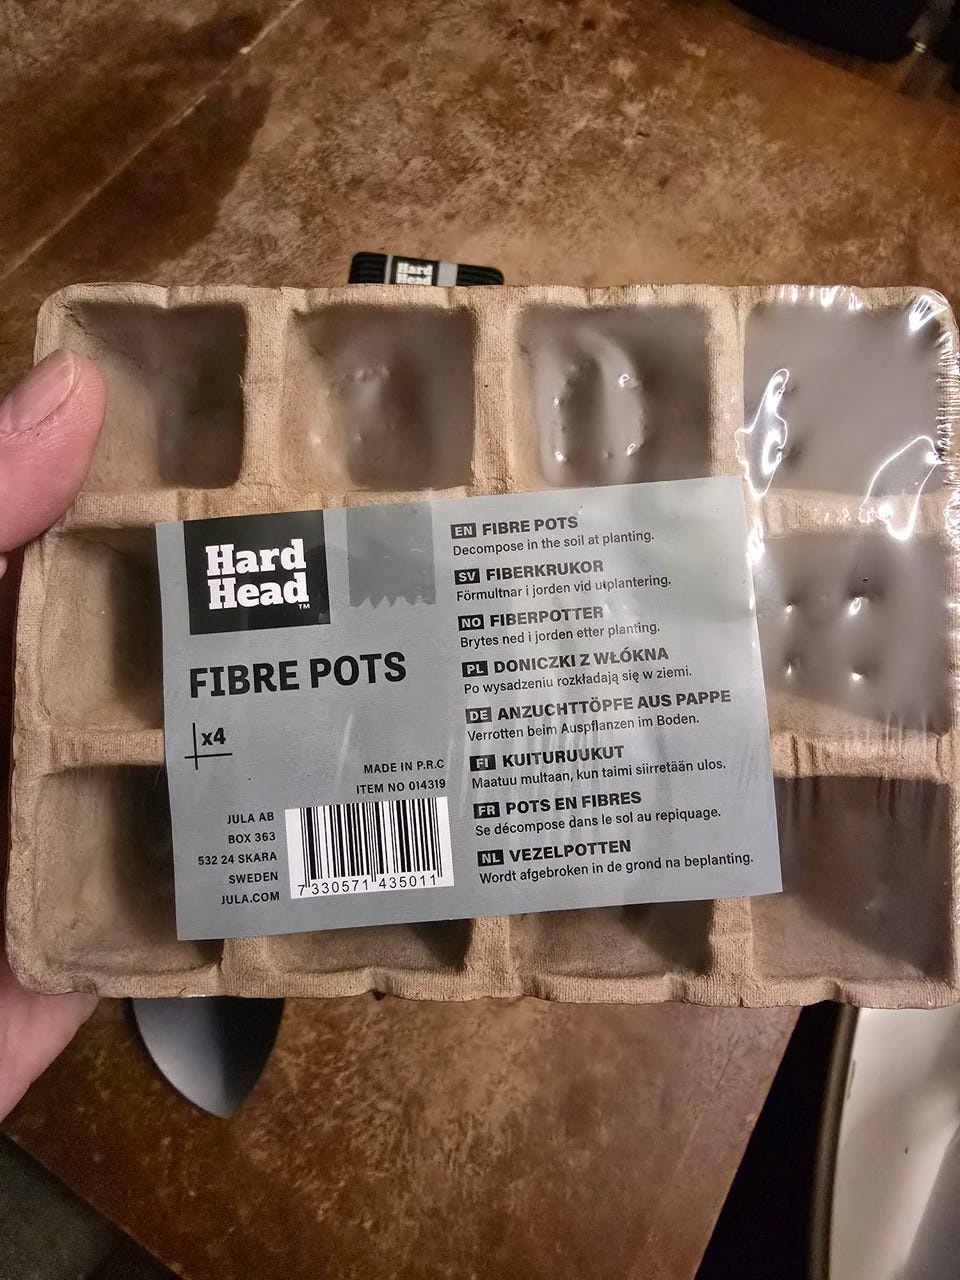 Hard
Head
Hard
Head™
FIBRE POTS
x4
MADE IN P.R.C
ITEM NO 014319
JULA AB
BOX 363
532 24 SKARA
SWEDEN
JULA.COM
7 330571 435011
EN FIBRE POTS
Decompose in the soil at planting.
SV FIBERKRUKOR
Förmultnar i jorden vid utplantering.
NO FIBERPOTTER
Brytes ned i jorden etter planting.
PL DONICZKI Z WŁÓKNA
Po wysadzeniu rozkładają się w ziemi.
DE ANZUCHTTÖPFE AUS PAPPE
Verrotten beim Auspflanzen im Boden.
FI KUITURUUKUT
Maatuu multaan, kun taimi siirretään ulos.
FR POTS EN FIBRES
Se décompose dans le sol au repiquage.
NL VEZELPOTTEN
Wordt afgebroken in de grond na beplanting.